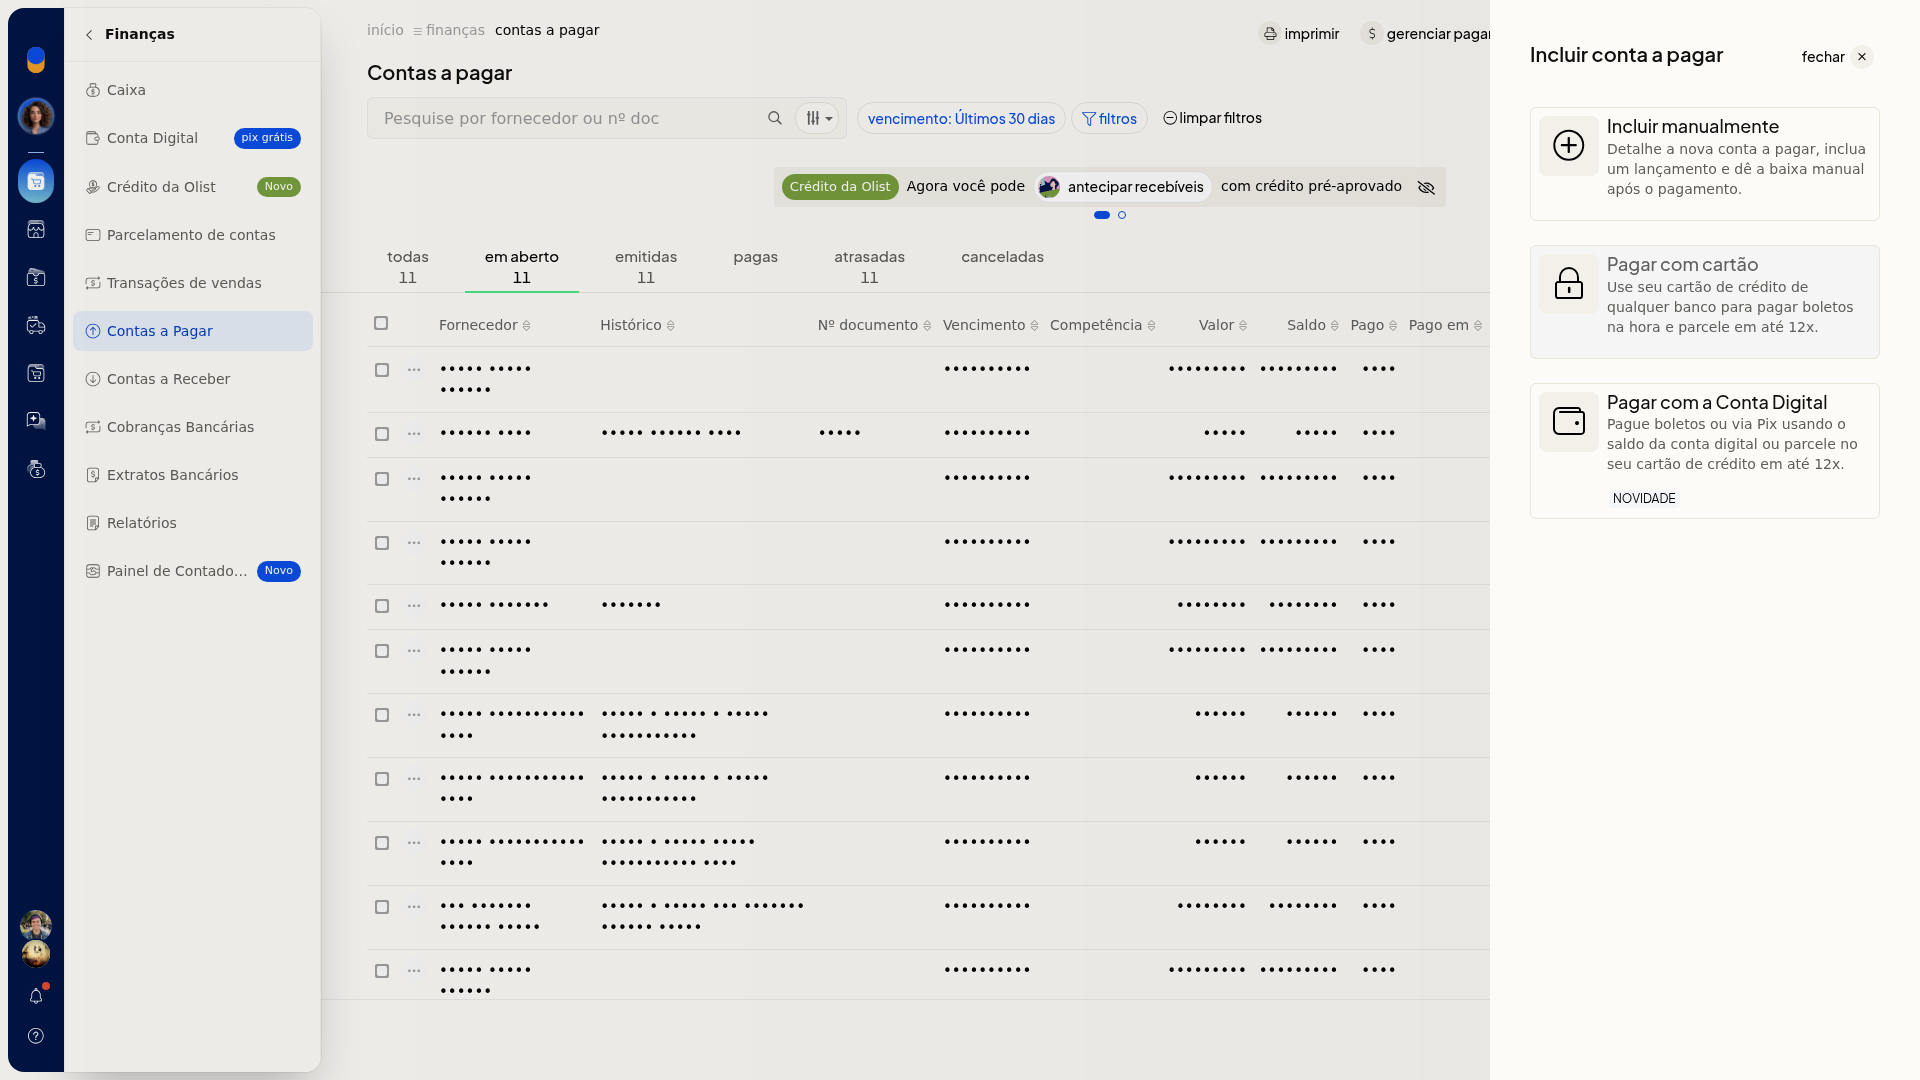 Finanças
Caixa
Conta Digital
pix grátis
Crédito da Olist
Novo
Parcelamento de contas
Transações de vendas
Contas a Pagar
Contas a Receber
Cobranças Bancárias
Extratos Bancários
Relatórios
Painel de Contado...
Novo
início
finanças
contas a pagar
imprimir
gerenciar pagar
Contas a pagar
Pesquise por fornecedor ou nº doc
vencimento: Últimos 30 dias
filtros
limpar filtros
Crédito da Olist
Agora você pode
antecipar recebíveis
com crédito pré-aprovado
todas
11
em aberto
11
emitidas
11
pagas
atrasadas
11
canceladas
Fornecedor
Histórico
Nº documento
Vencimento
Competência
Valor
Saldo
Pago
Pago em
Incluir conta a pagar
fechar
Incluir manualmente
Detalhe a nova conta a pagar, inclua
um lançamento e dê a baixa manual
após o pagamento.
Pagar com cartão
Use seu cartão de crédito de
qualquer banco para pagar boletos
na hora e parcele em até 12x.
Pagar com a Conta Digital
Pague boletos ou via Pix usando o
saldo da conta digital ou parcele no
seu cartão de crédito em até 12x.
NOVIDADE